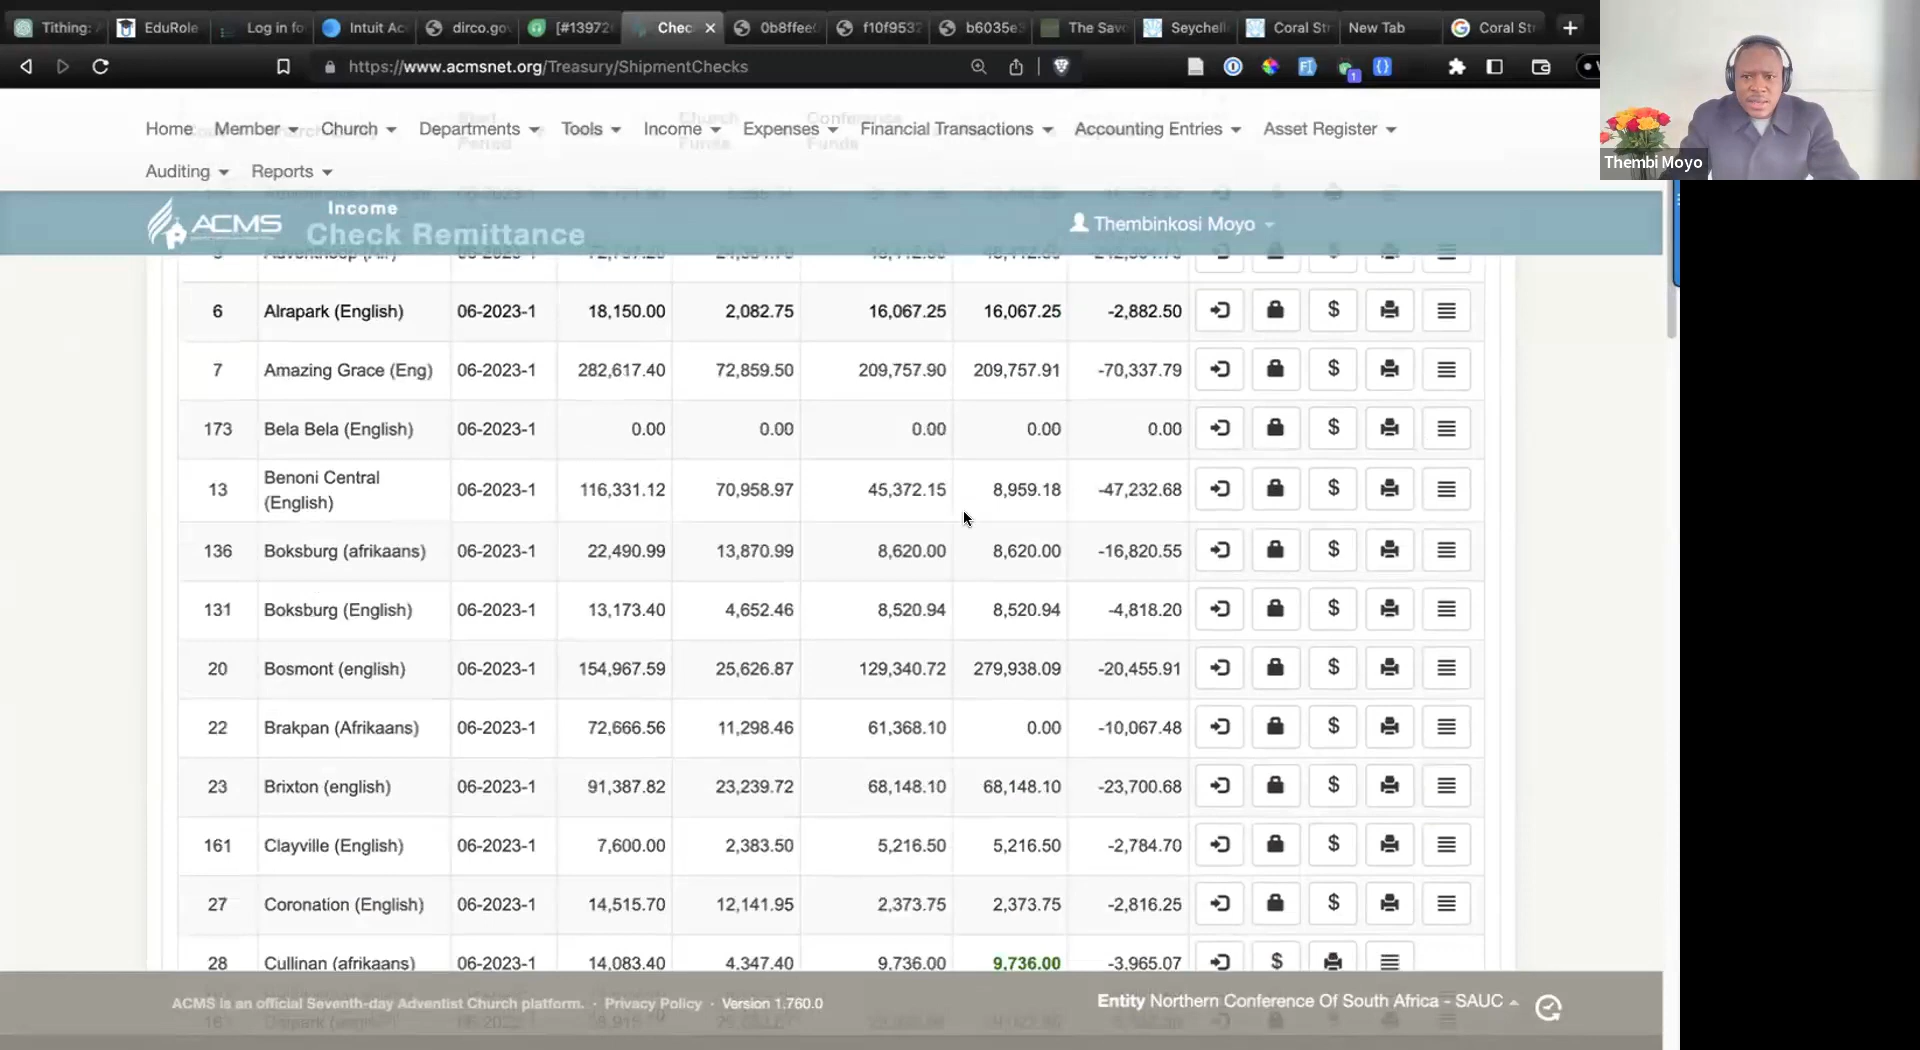 Tithing: EduRole Log in fo Intuit Ac dirco.go [#1397 Chec 0b8ffee f10f953 b6035e The Sav Seychell Coral St New Tab Coral St
https://www.acmsnet.org/Treasury/ShipmentChecks
1
Thembi Moyo
Home Member Church Departments Tools Income Expenses Financial Transactions Accounting Entries Asset Register
Auditing Reports
ACMS Income
Check Remittance
Thembinkosi Moyo
6 Alrapark (English) 06-2023-1 18,150.00 2,082.75 16,067.25 16,067.25 -2,882.50 $
7 Amazing Grace (Eng) 06-2023-1 282,617.40 72,859.50 209,757.90 209,757.91 -70,337.79 $
173 Bela Bela (English) 06-2023-1 0.00 0.00 0.00 0.00 0.00 $
13 Benoni Central
(English) 06-2023-1 116,331.12 70,958.97 45,372.15 8,959.18 -47,232.68 $
136 Boksburg (afrikaans) 06-2023-1 22,490.99 13,870.99 8,620.00 8,620.00 -16,820.55 $
131 Boksburg (English) 06-2023-1 13,173.40 4,652.46 8,520.94 8,520.94 -4,818.20 $
20 Bosmont (english) 06-2023-1 154,967.59 25,626.87 129,340.72 279,938.09 -20,455.91 $
22 Brakpan (Afrikaans) 06-2023-1 72,666.56 11,298.46 61,368.10 0.00 -10,067.48 $
23 Brixton (english) 06-2023-1 91,387.82 23,239.72 68,148.10 68,148.10 -23,700.68 $
161 Clayville (English) 06-2023-1 7,600.00 2,383.50 5,216.50 5,216.50 -2,784.70 $
27 Coronation (English) 06-2023-1 14,515.70 12,141.95 2,373.75 2,373.75 -2,816.25 $
28 Cullinan (afrikaans) 06-2023-1 14,083.40 4,347.40 9,736.00 9,736.00 -3,965.07 $
ACMS is an official Seventh-day Adventist Church platform. · Privacy Policy · Version 1.760.0
Entity Northern Conference Of South Africa - SAUC